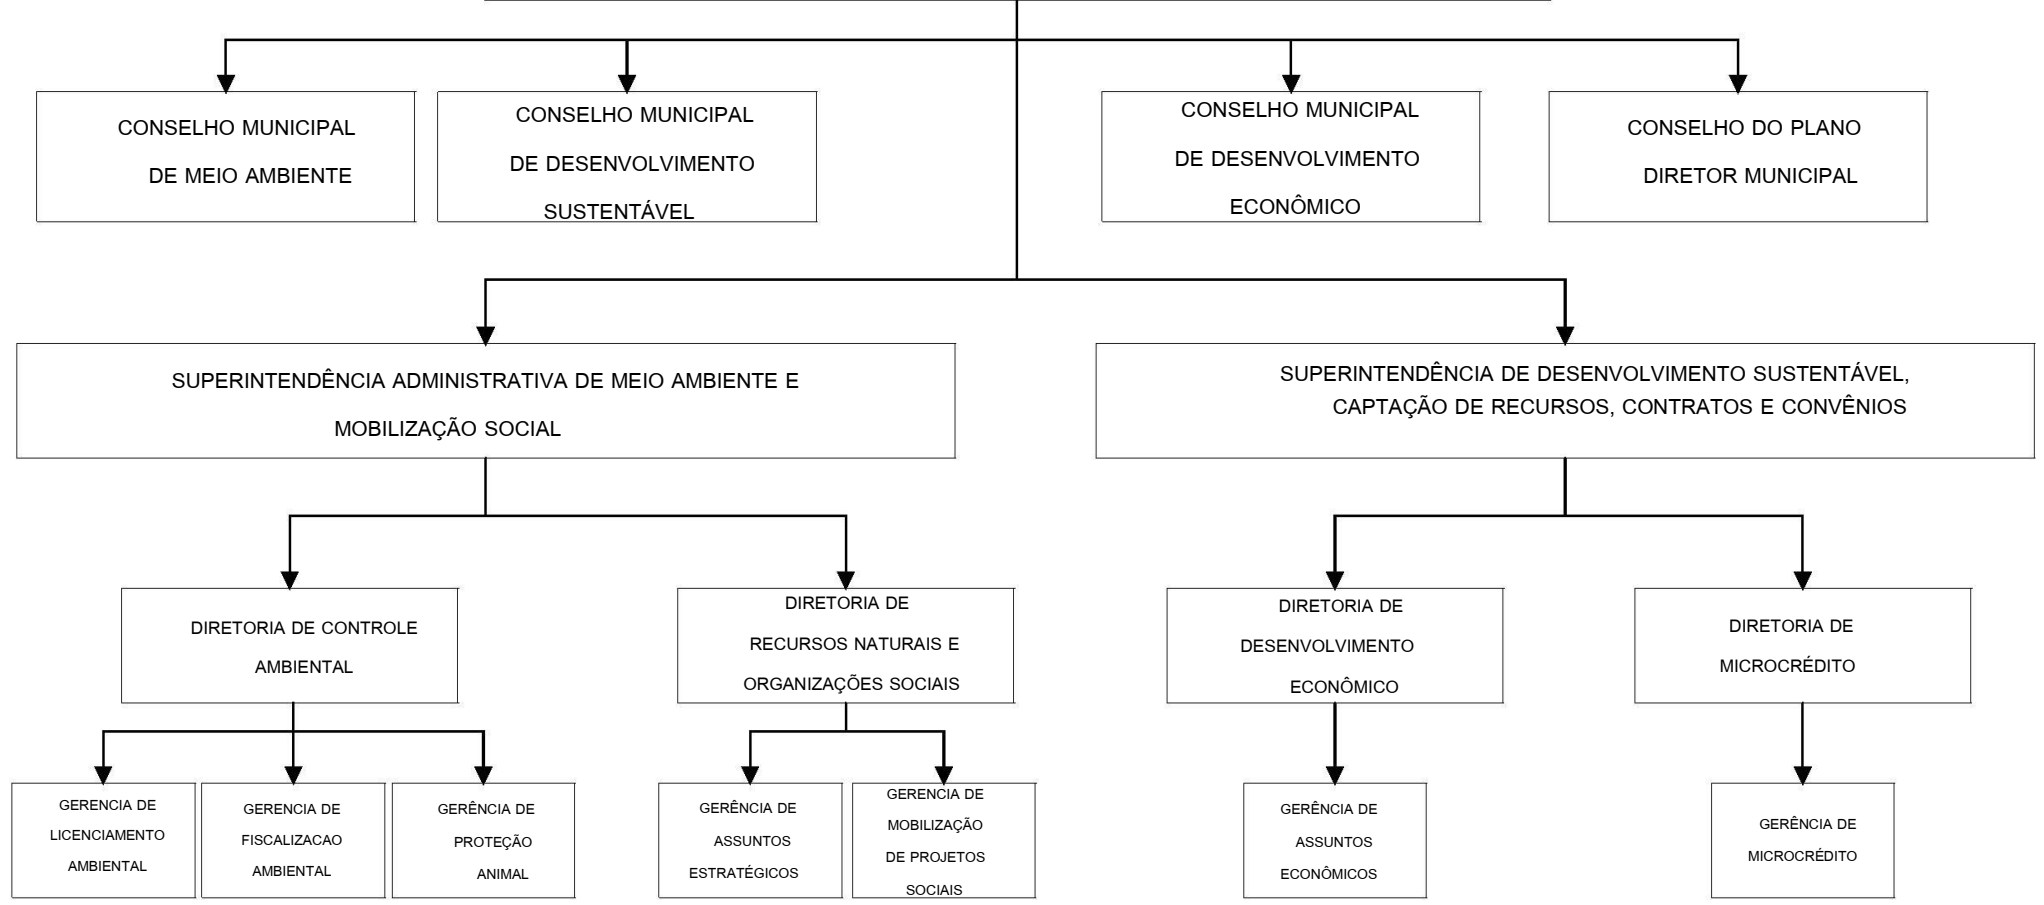 CONSELHO MUNICIPAL
DE MEIO AMBIENTE
CONSELHO MUNICIPAL
DE DESENVOLVIMENTO
SUSTENTÁVEL
CONSELHO MUNICIPAL
DE DESENVOLVIMENTO
ECONÔMICO
CONSELHO DO PLANO
DIRETOR MUNICIPAL
SUPERINTENDÊNCIA ADMINISTRATIVA DE MEIO AMBIENTE E
MOBILIZAÇÃO SOCIAL
SUPERINTENDÊNCIA DE DESENVOLVIMENTO SUSTENTÁVEL,
CAPTAÇÃO DE RECURSOS, CONTRATOS E CONVÊNIOS
DIRETORIA DE CONTROLE
AMBIENTAL
DIRETORIA DE
RECURSOS NATURAIS E
ORGANIZAÇÕES SOCIAIS
DIRETORIA DE
DESENVOLVIMENTO
ECONÔMICO
DIRETORIA DE
MICROCRÉDITO
GERENCIA DE
LICENCIAMENTO
AMBIENTAL
GERENCIA DE
FISCALIZACAO
AMBIENTAL
GERÊNCIA DE
PROTEÇÃO
ANIMAL
GERÊNCIA DE
ASSUNTOS
ESTRATÉGICOS
GERENCIA DE
MOBILIZAÇÃO
DE PROJETOS
SOCIAIS
GERÊNCIA DE
ASSUNTOS
ECONÔMICOS
GERÊNCIA DE
MICROCRÉDITO